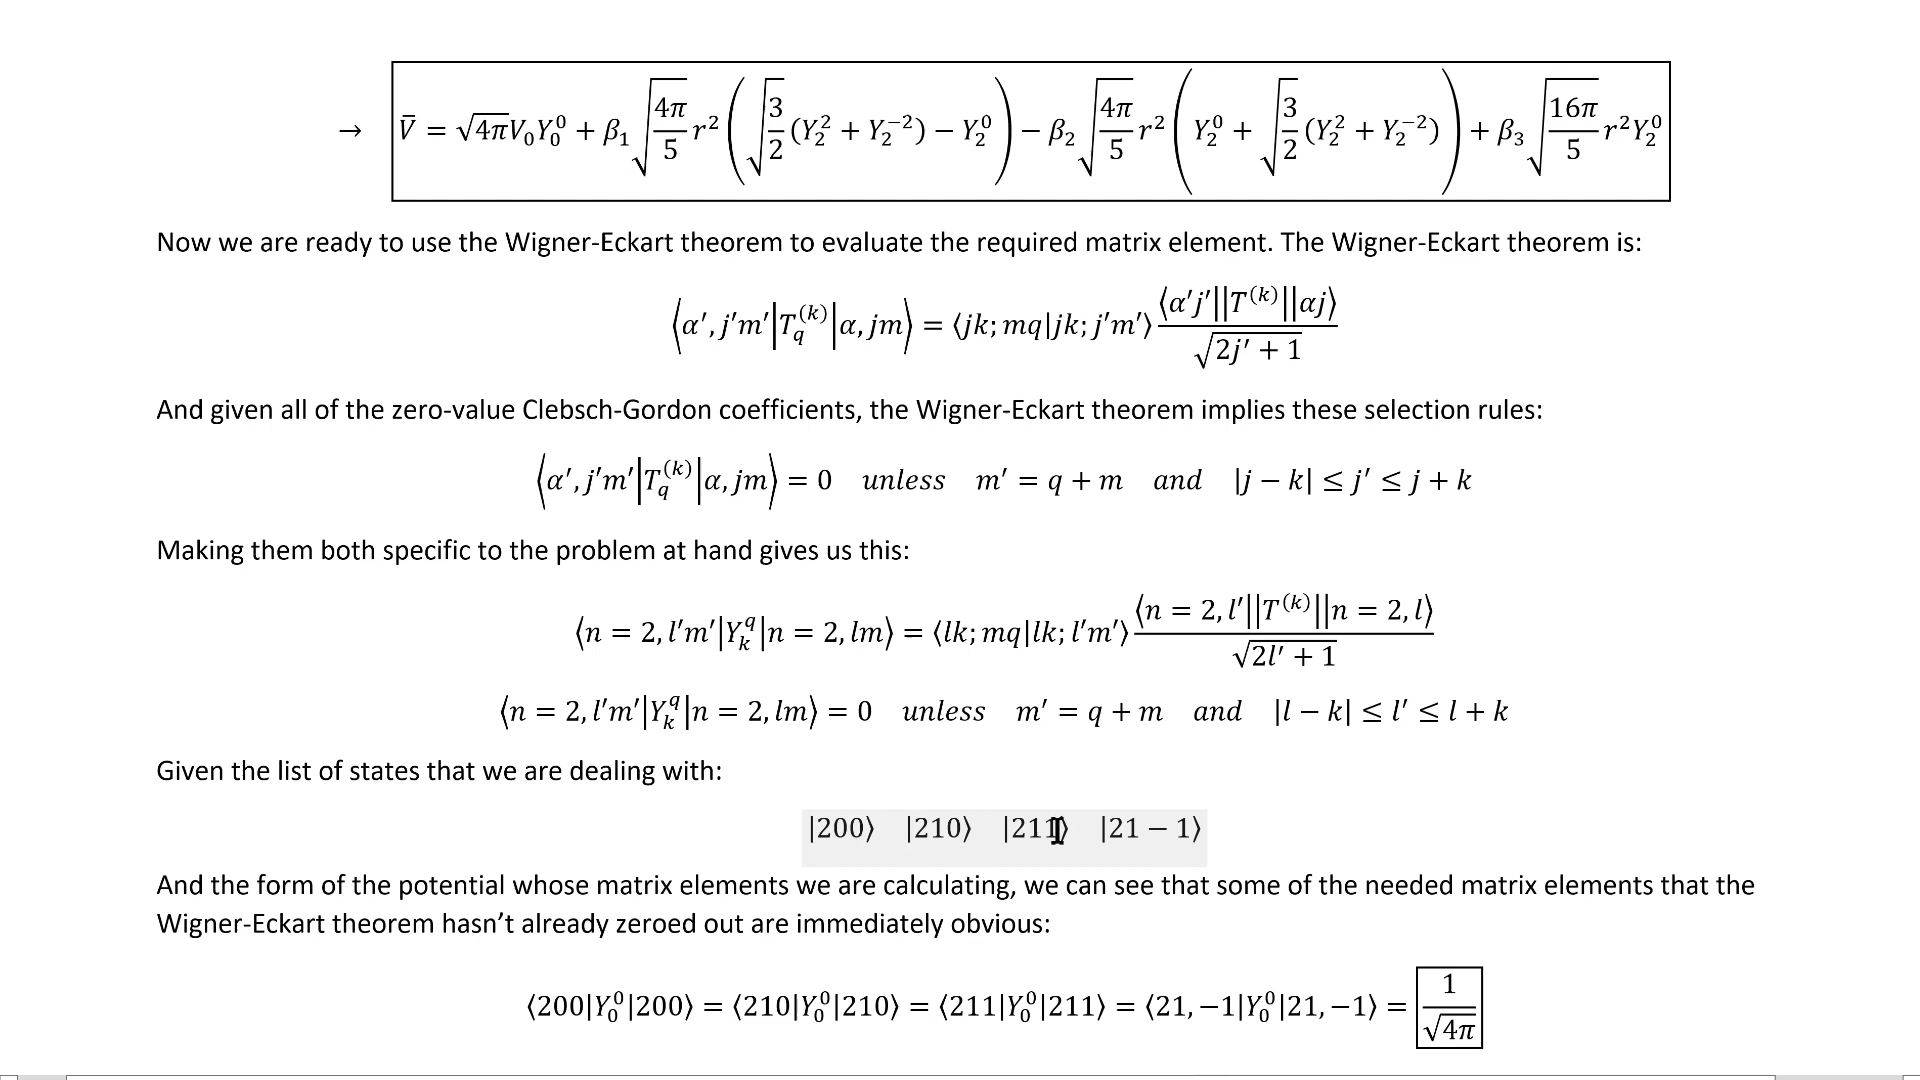 → V̄ = √4π V₀Y₀⁰ + β₁ √(4π/5) r² (√(3/2) (Y₂² + Y₂⁻²) − Y₂⁰) − β₂ √(4π/5) r² (Y₂⁰ + √(3/2) (Y₂² + Y₂⁻²)) + β₃ √(16π/5) r²Y₂⁰
Now we are ready to use the Wigner-Eckart theorem to evaluate the required matrix element. The Wigner-Eckart theorem is:
⟨α′, j′m′|T_q^(k)|α, jm⟩ = ⟨jk; mq|jk; j′m′⟩ ⟨α′j′||T^(k)||αj⟩ / √(2j′ + 1)
And given all of the zero-value Clebsch-Gordon coefficients, the Wigner-Eckart theorem implies these selection rules:
⟨α′, j′m′|T_q^(k)|α, jm⟩ = 0 unless m′ = q + m and |j − k| ≤ j′ ≤ j + k
Making them both specific to the problem at hand gives us this:
⟨n = 2, l′m′|Y_k^q|n = 2, lm⟩ = ⟨lk; mq|lk; l′m′⟩ ⟨n = 2, l′||T^(k)||n = 2, l⟩ / √(2l′ + 1)
⟨n = 2, l′m′|Y_k^q|n = 2, lm⟩ = 0 unless m′ = q + m and |l − k| ≤ l′ ≤ l + k
Given the list of states that we are dealing with:
|200⟩ |210⟩ |211⟩ |21 − 1⟩
And the form of the potential whose matrix elements we are calculating, we can see that some of the needed matrix elements that the
Wigner-Eckart theorem hasn’t already zeroed out are immediately obvious:
⟨200|Y₀⁰|200⟩ = ⟨210|Y₀⁰|210⟩ = ⟨211|Y₀⁰|211⟩ = ⟨21, −1|Y₀⁰|21, −1⟩ = 1/√4π